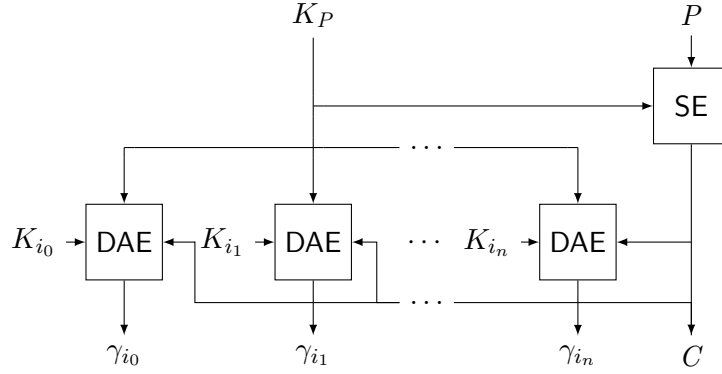 K_P P
SE
· · ·
K_{i_0} DAE K_{i_1} DAE · · · K_{i_n} DAE
· · ·
γ_{i_0} γ_{i_1} γ_{i_n} C